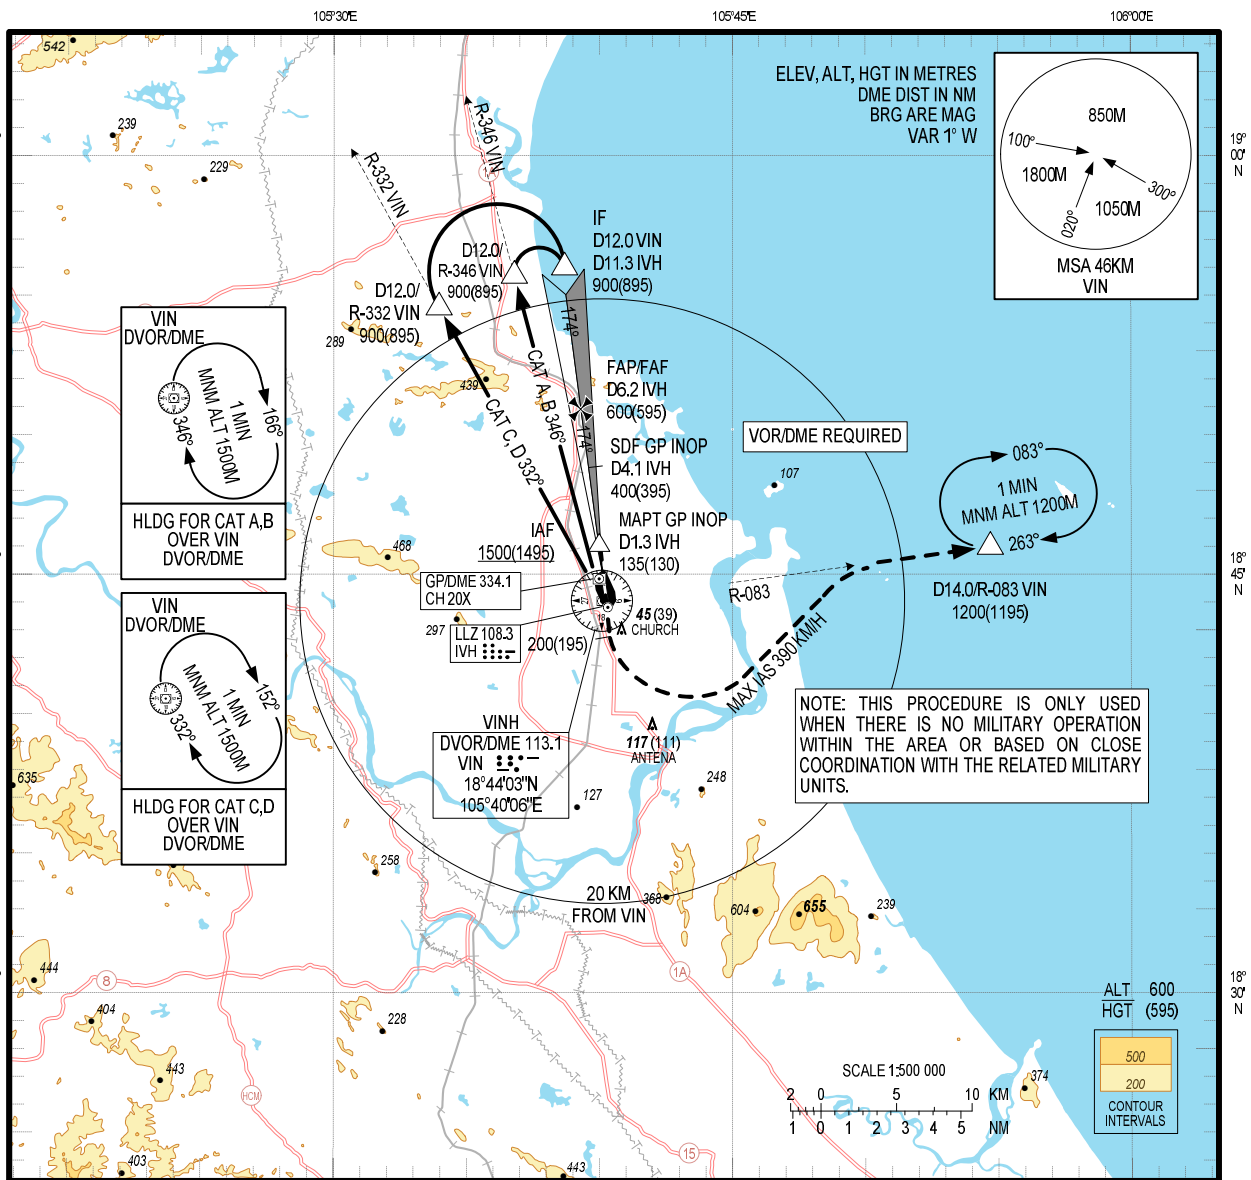 105°30'E
105°45'E
106°00'E
542
239
229
R-346 VIN
R-332 VIN
ELEV, ALT, HGT IN METRES
DME DIST IN NM
BRG ARE MAG
VAR 1° W
850M
100°
1800M
300°
1050M
020°
MSA 46KM
VIN
19°
00'
N
IF
D12.0 VIN
D11.3 IVH
900(895)
D12.0/
R-346 VIN
900(895)
D12.0/
R-332 VIN
900(895)
289
439
174°
174°
CAT A, B 346°
CAT C, D 332°
FAP/FAF
D6.2 IVH
600(595)
SDF GP INOP
D4.1 IVH
400(395)
MAPT GP INOP
D1.3 IVH
135(130)
VOR/DME REQUIRED
107
083°
1 MIN
MNM ALT 1200M
263°
D14.0/R-083 VIN
1200(1195)
R-083
18°
45'
N
VIN
DVOR/DME
1 MIN
MNM ALT 1500M
166°
346°
HLDG FOR CAT A,B
OVER VIN
DVOR/DME
VIN
DVOR/DME
1 MIN
MNM ALT 1500M
152°
332°
HLDG FOR CAT C,D
OVER VIN
DVOR/DME
468
IAF
1500(1495)
GP/DME 334.1
CH 20X
297
LLZ 108.3
IVH
200(195)
45(39)
CHURCH
18
27
MAX IAS 390 KM/H
117(111)
ANTENA
VINH
DVOR/DME 113.1
VIN
18°44'03"N
105°40'06"E
NOTE: THIS PROCEDURE IS ONLY USED
WHEN THERE IS NO MILITARY OPERATION
WITHIN THE AREA OR BASED ON CLOSE
COORDINATION WITH THE RELATED MILITARY
UNITS.
248
127
635
258
368
20 KM
FROM VIN
604
655
239
444
8
1A
404
228
443
HCM
403
443
15
374
18°
30'
N
ALT 600
HGT (595)
500
200
CONTOUR
INTERVALS
SCALE 1:500 000
2 0 5 10 KM
1 0 1 2 3 4 5 NM